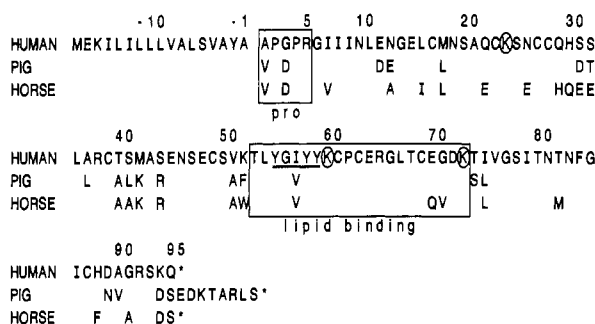 -10 -1 5 10 20 30
HUMAN MEKILILLLVALSVAYA APGPRGIIINLENGELCMNSAQCKSNCCQHSS
PIG V D DE L DT
HORSE V D V A I L E E HQEE
pro
40 50 60 70 80
HUMAN LARCTSMASENSECSVKTLYGIYYKCPCERGLTCEGDKTIVGSITNTNFG
PIG L ALK R AF V SL
HORSE AAK R AW V QV L M
lipid binding
90 95
HUMAN ICHDAGRSKQ*
PIG NV DSEDKTARLS*
HORSE F A DS*